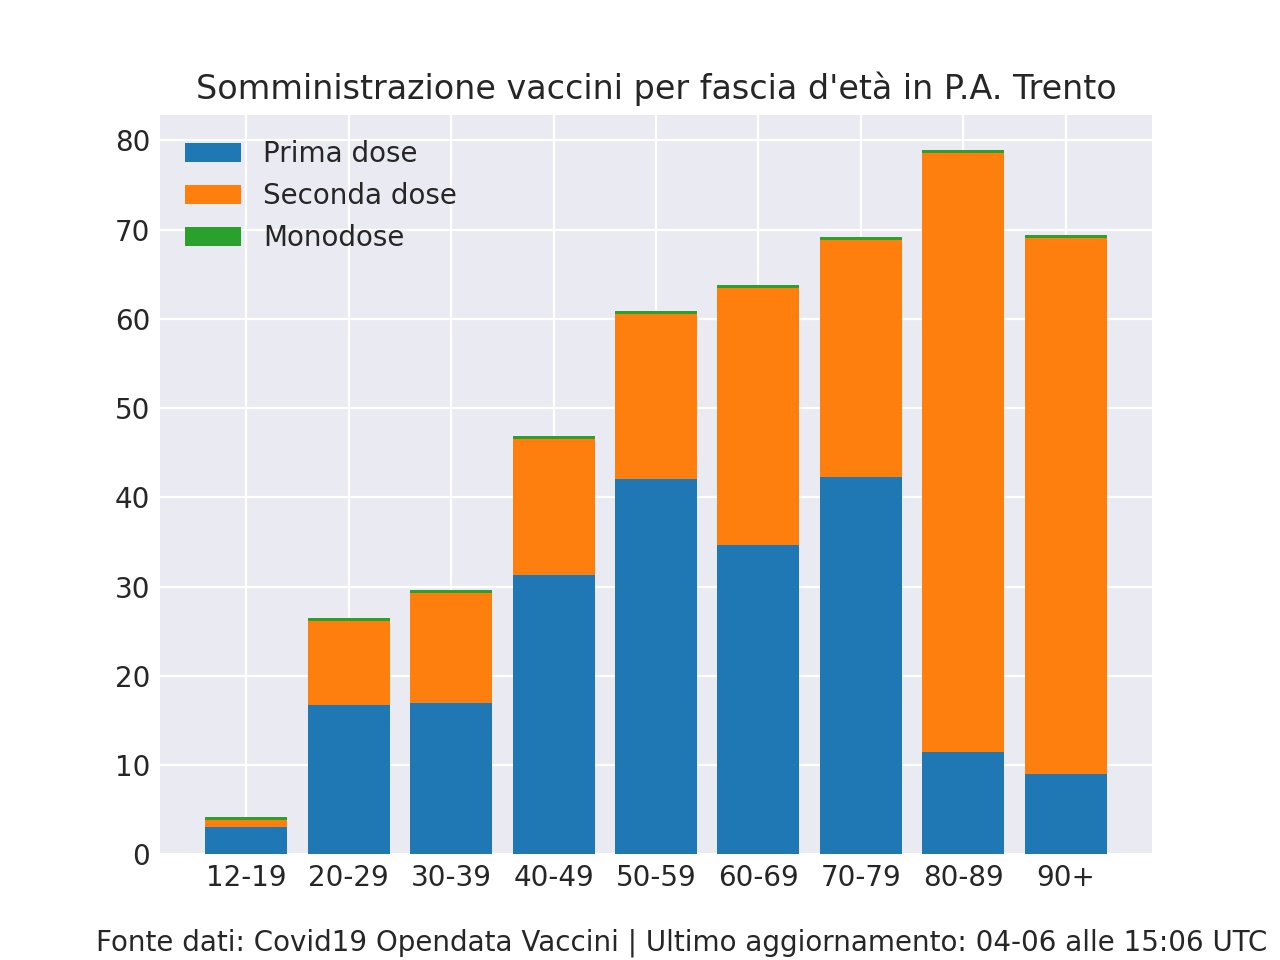 Somministrazione vaccini per fascia d'età in P.A. Trento
Prima dose
Seconda dose
Monodose
80
70
60
50
40
30
20
10
0
12-19 20-29 30-39 40-49 50-59 60-69 70-79 80-89 90+
Fonte dati: Covid19 Opendata Vaccini | Ultimo aggiornamento: 04-06 alle 15:06 UTC